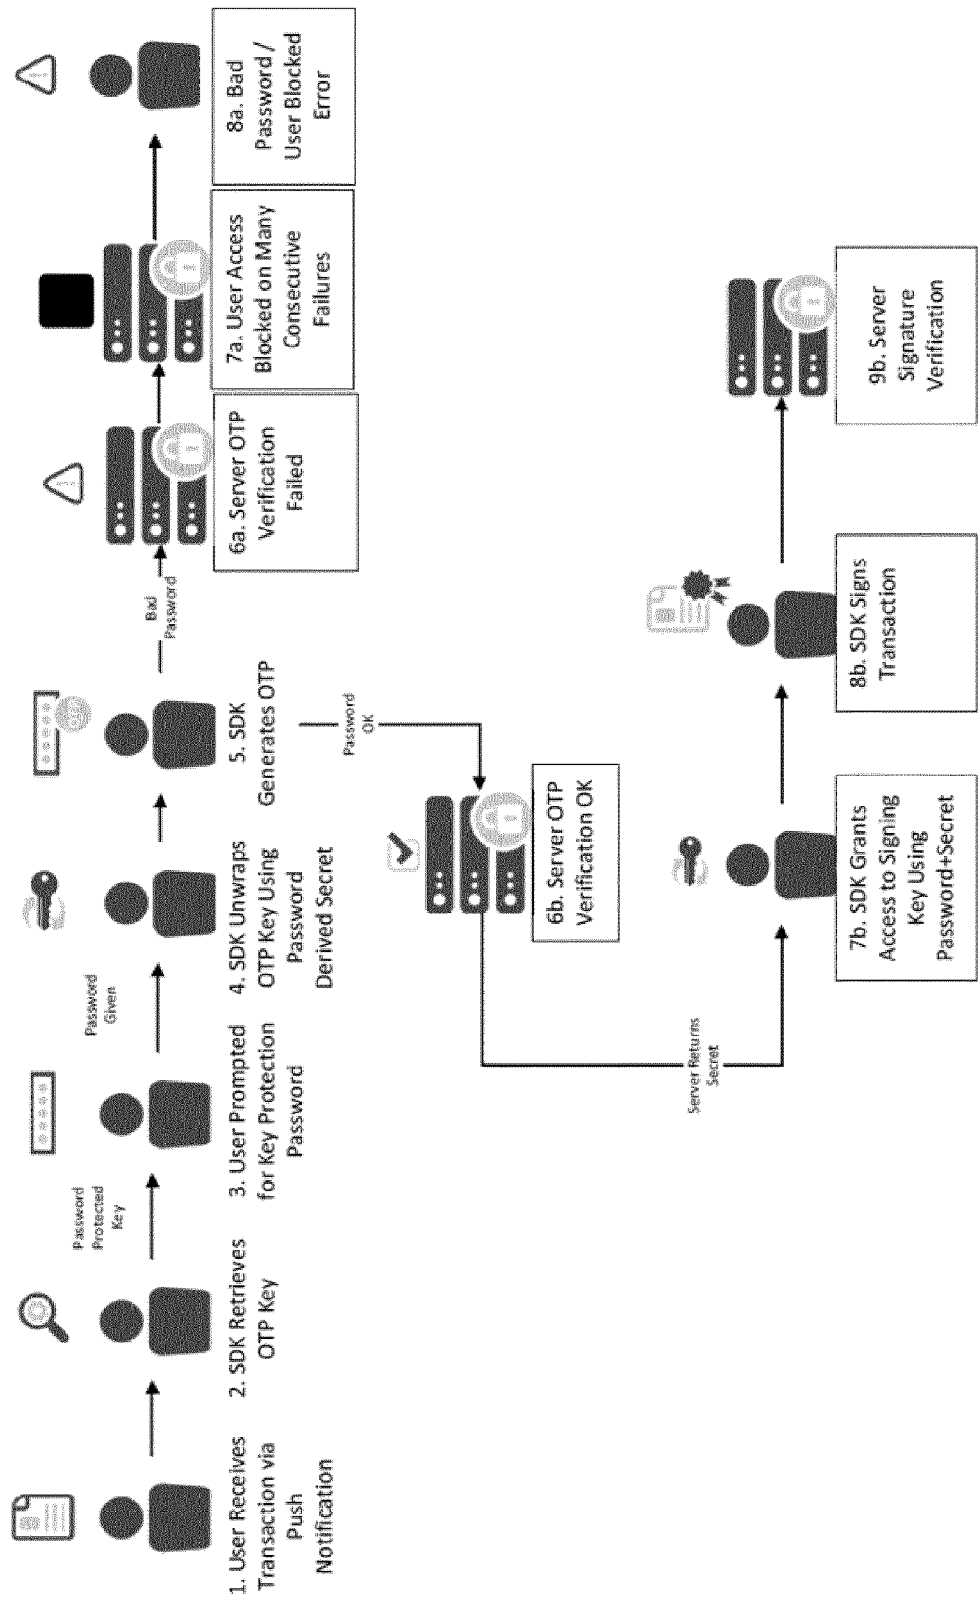 1. User Receives
Transaction via
Push
Notification
2. SDK Retrieves
OTP Key
Password
Protected
Key
3. User Prompted
for Key Protection
Password
Password
Given
4. SDK Unwraps
OTP Key Using
Password
Derived Secret
5. SDK
Generates OTP
Bad
Password
6a. Server OTP
Verification
Failed
7a. User Access
Blocked on Many
Consecutive
Failures
8a. Bad
Password /
User Blocked
Error
Password
OK
6b. Server OTP
Verification OK
Server Returns
Secret
7b. SDK Grants
Access to Signing
Key Using
Password+Secret
8b. SDK Signs
Transaction
9b. Server
Signature
Verification